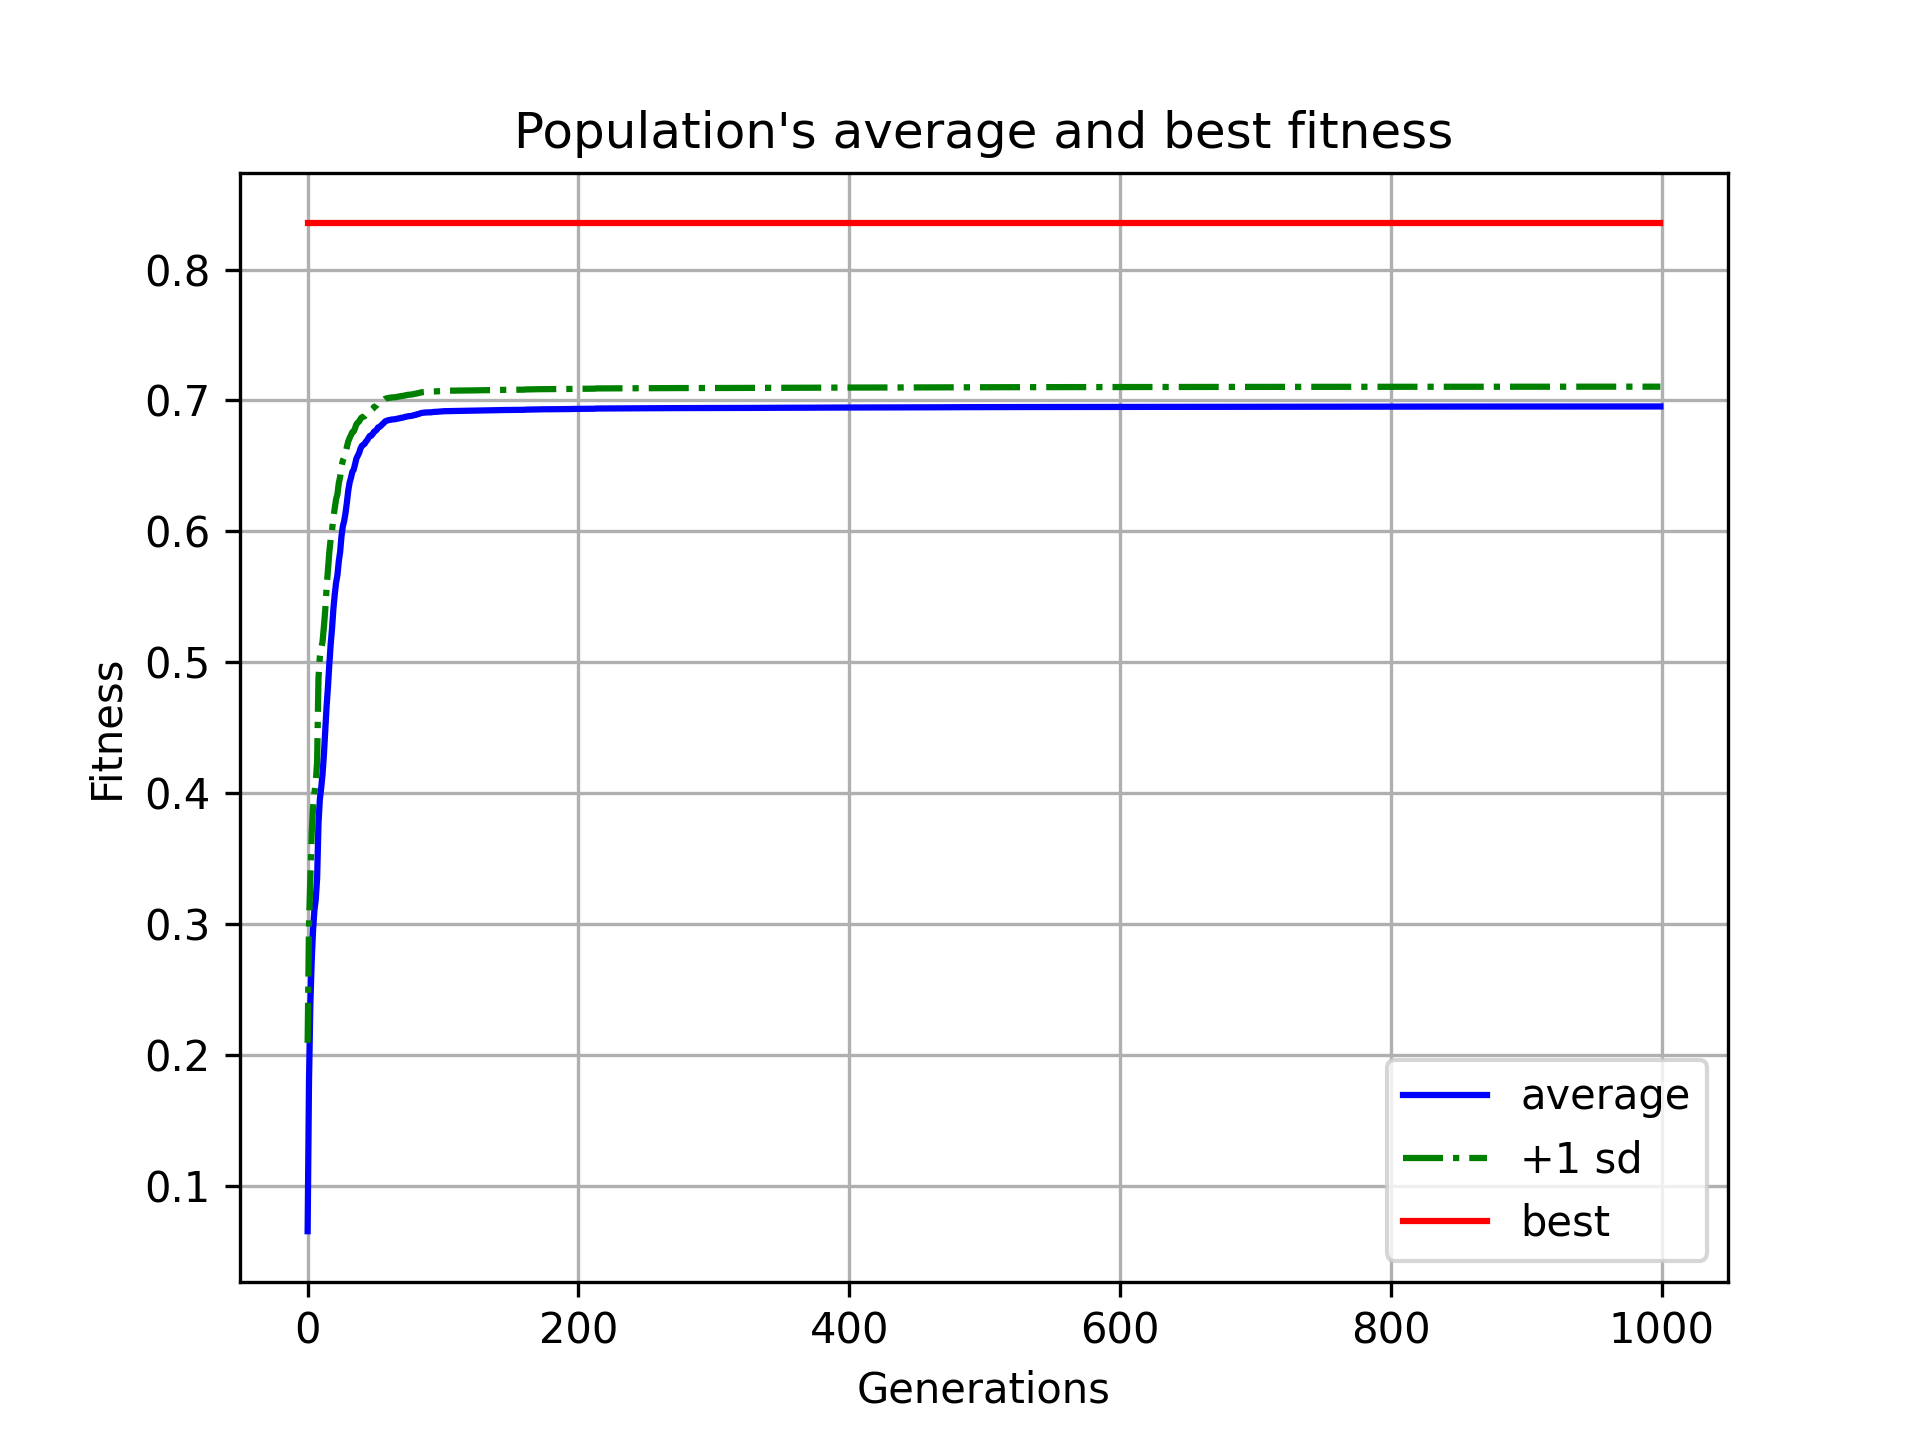 Population's average and best fitness
Fitness
0.8
0.7
0.6
0.5
0.4
0.3
0.2
0.1
0 200 400 600 800 1000
Generations
average
+1 sd
best